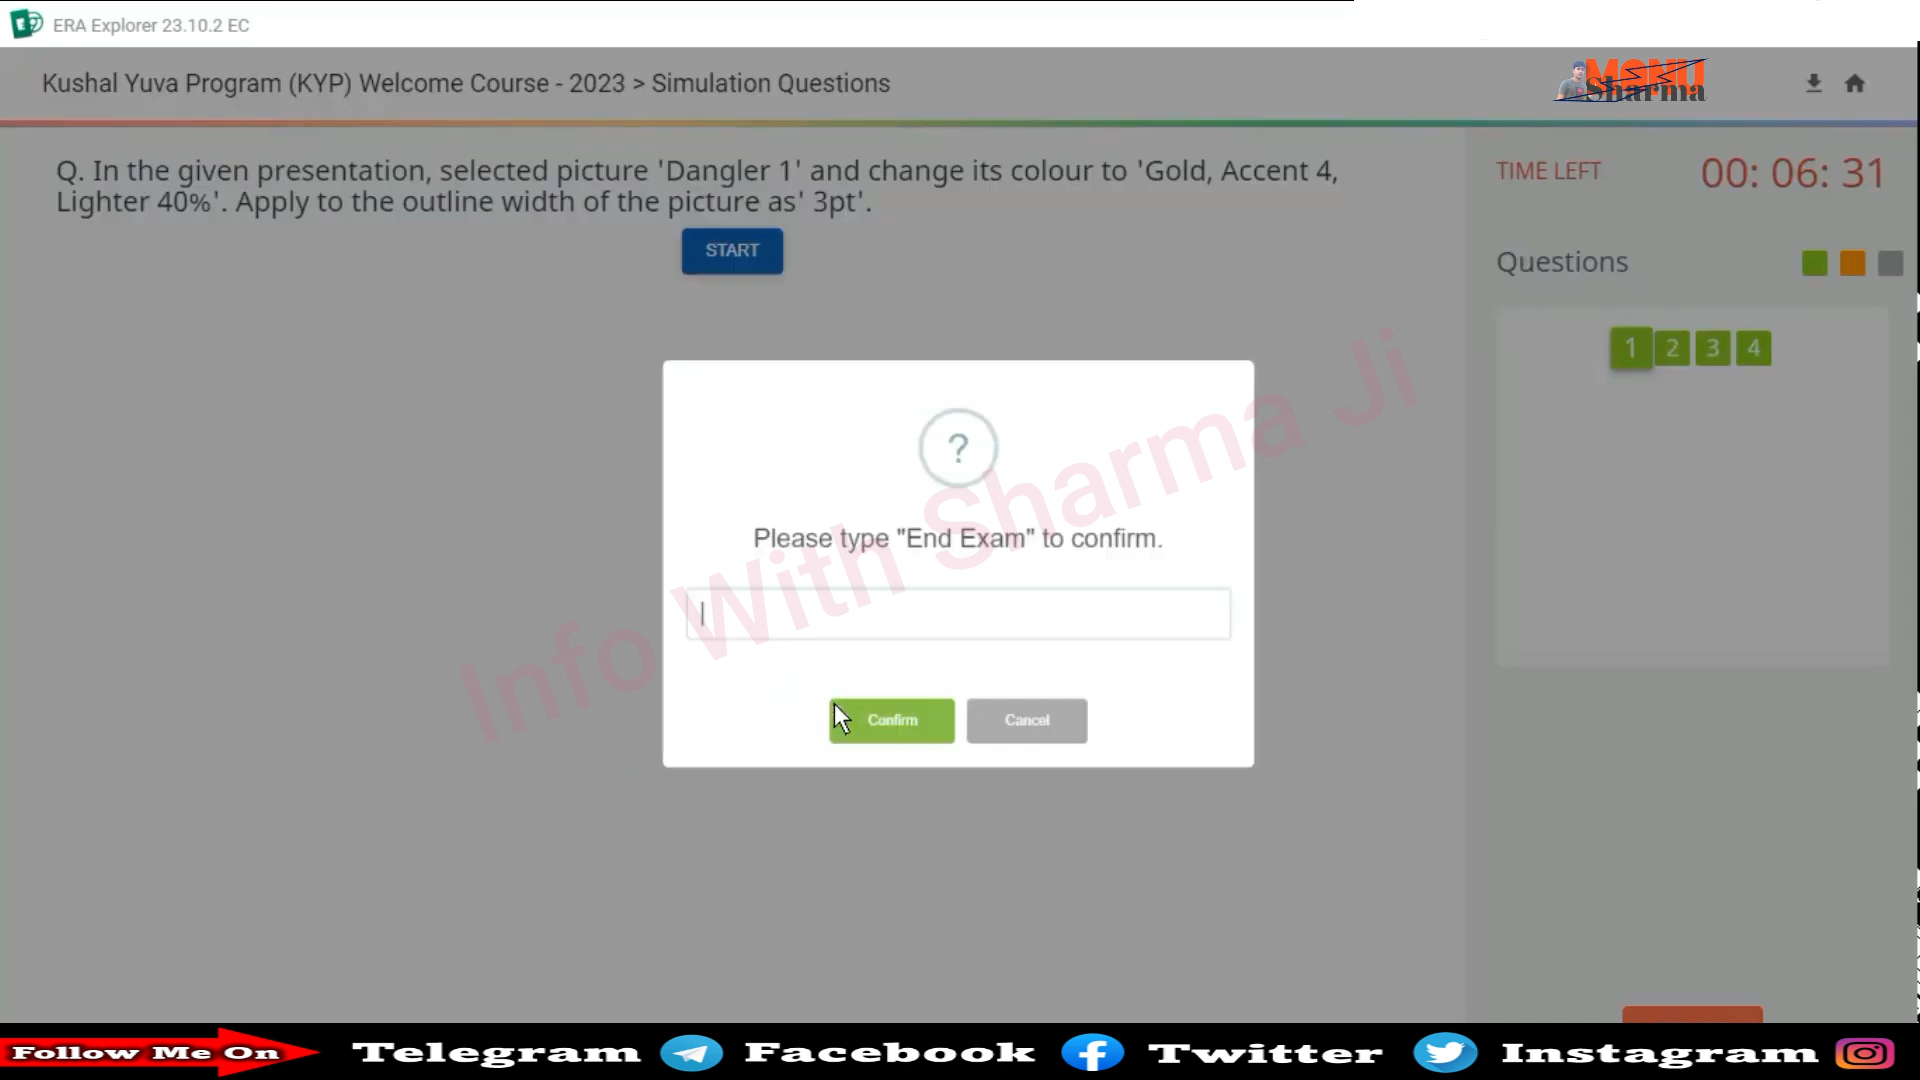 ERA Explorer 23.10.2 EC
Kushal Yuva Program (KYP) Welcome Course - 2023 > Simulation Questions
MONU
Sharma
Q. In the given presentation, selected picture 'Dangler 1' and change its colour to 'Gold, Accent 4,
Lighter 40%'. Apply to the outline width of the picture as' 3pt'.
START
TIME LEFT
00: 06: 31
Questions
1 2 3 4
?
Please type "End Exam" to confirm.
Confirm
Cancel
Info With Sharma Ji
Follow Me On
Telegram
Facebook
Twitter
Instagram